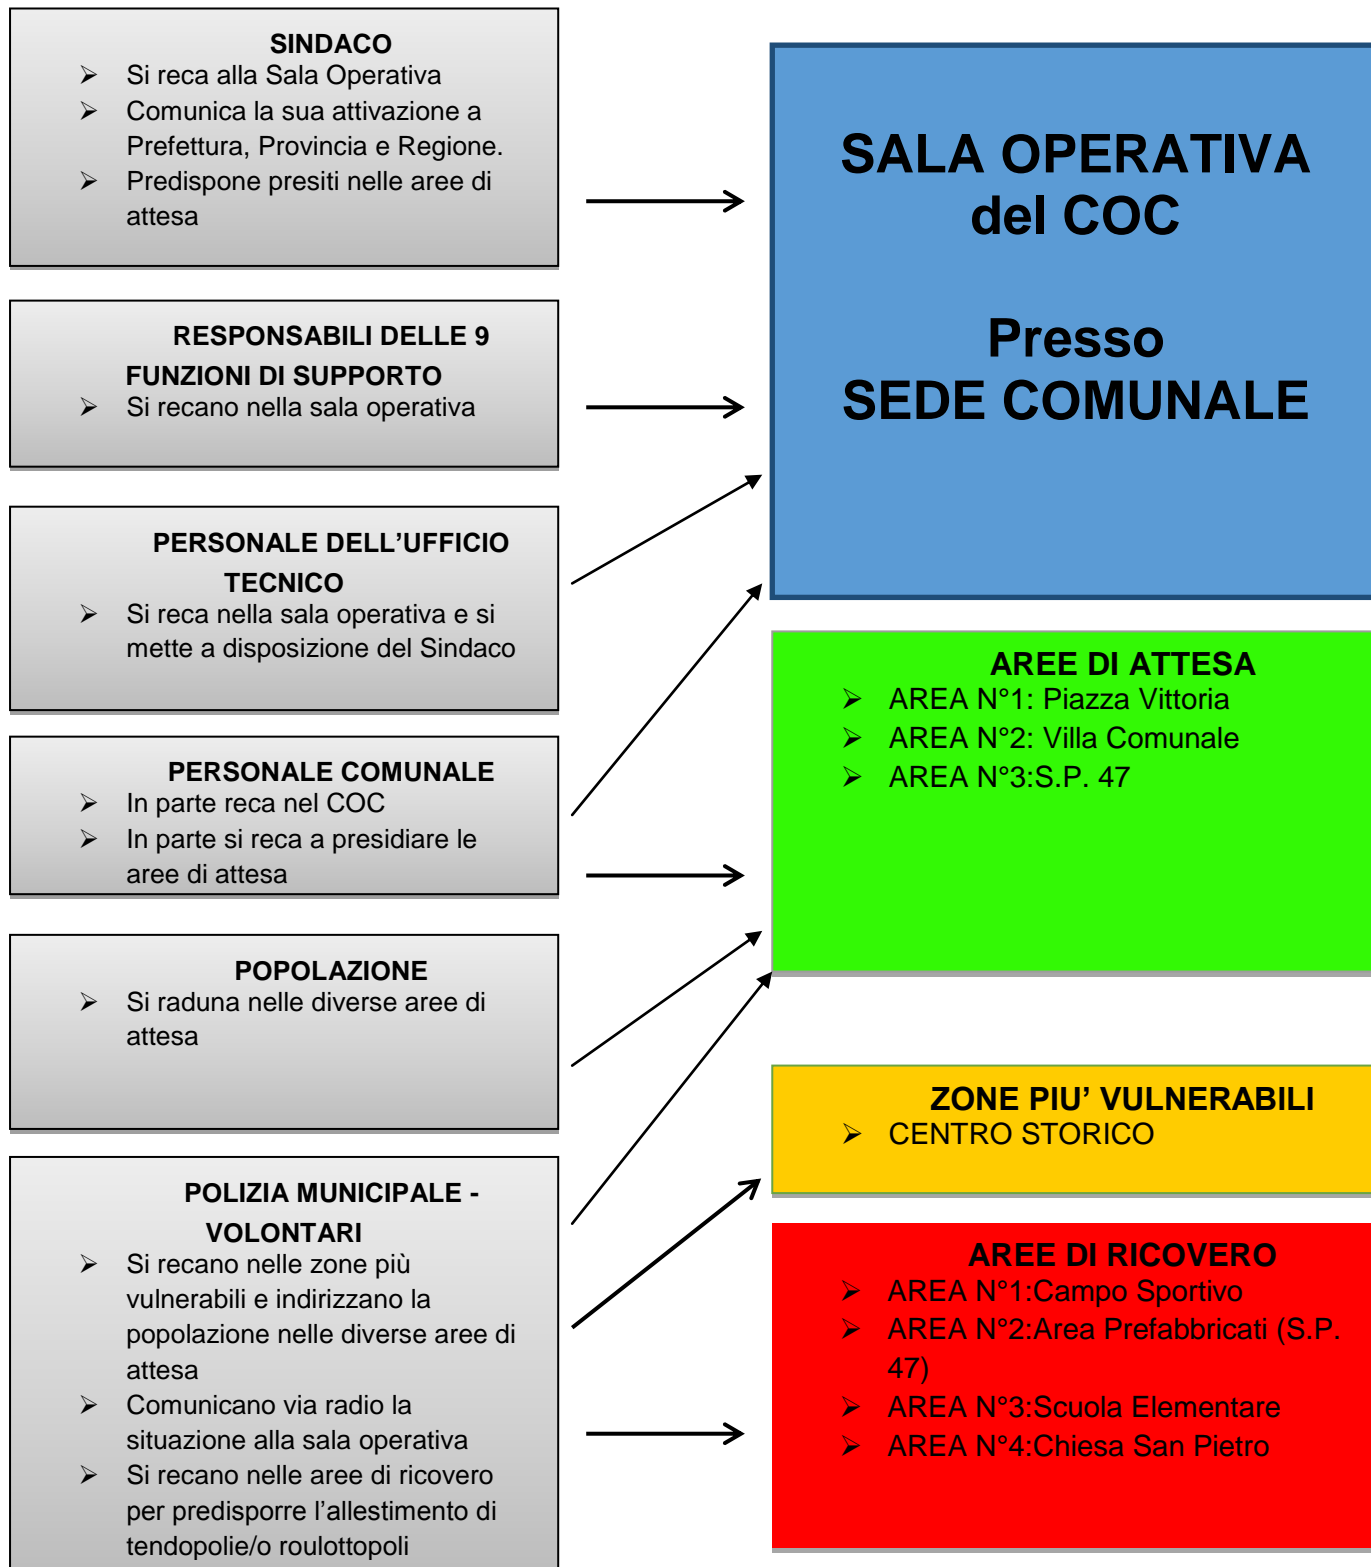 SINDACO
➢ Si reca alla Sala Operativa
➢ Comunica la sua attivazione a
Prefettura, Provincia e Regione.
➢ Predispone presiti nelle aree di
attesa
RESPONSABILI DELLE 9
FUNZIONI DI SUPPORTO
➢ Si recano nella sala operativa
PERSONALE DELL’UFFICIO
TECNICO
➢ Si reca nella sala operativa e si
mette a disposizione del Sindaco
PERSONALE COMUNALE
➢ In parte reca nel COC
➢ In parte si reca a presidiare le
aree di attesa
POPOLAZIONE
➢ Si raduna nelle diverse aree di
attesa
POLIZIA MUNICIPALE -
VOLONTARI
➢ Si recano nelle zone più
vulnerabili e indirizzano la
popolazione nelle diverse aree di
attesa
➢ Comunicano via radio la
situazione alla sala operativa
➢ Si recano nelle aree di ricovero
per predisporre l’allestimento di
tendopolie/o roulottopoli
SALA OPERATIVA
del COC
Presso
SEDE COMUNALE
AREE DI ATTESA
➢ AREA N°1: Piazza Vittoria
➢ AREA N°2: Villa Comunale
➢ AREA N°3:S.P. 47
ZONE PIU’ VULNERABILI
➢ CENTRO STORICO
AREE DI RICOVERO
➢ AREA N°1:Campo Sportivo
➢ AREA N°2:Area Prefabbricati (S.P.
47)
➢ AREA N°3:Scuola Elementare
➢ AREA N°4:Chiesa San Pietro